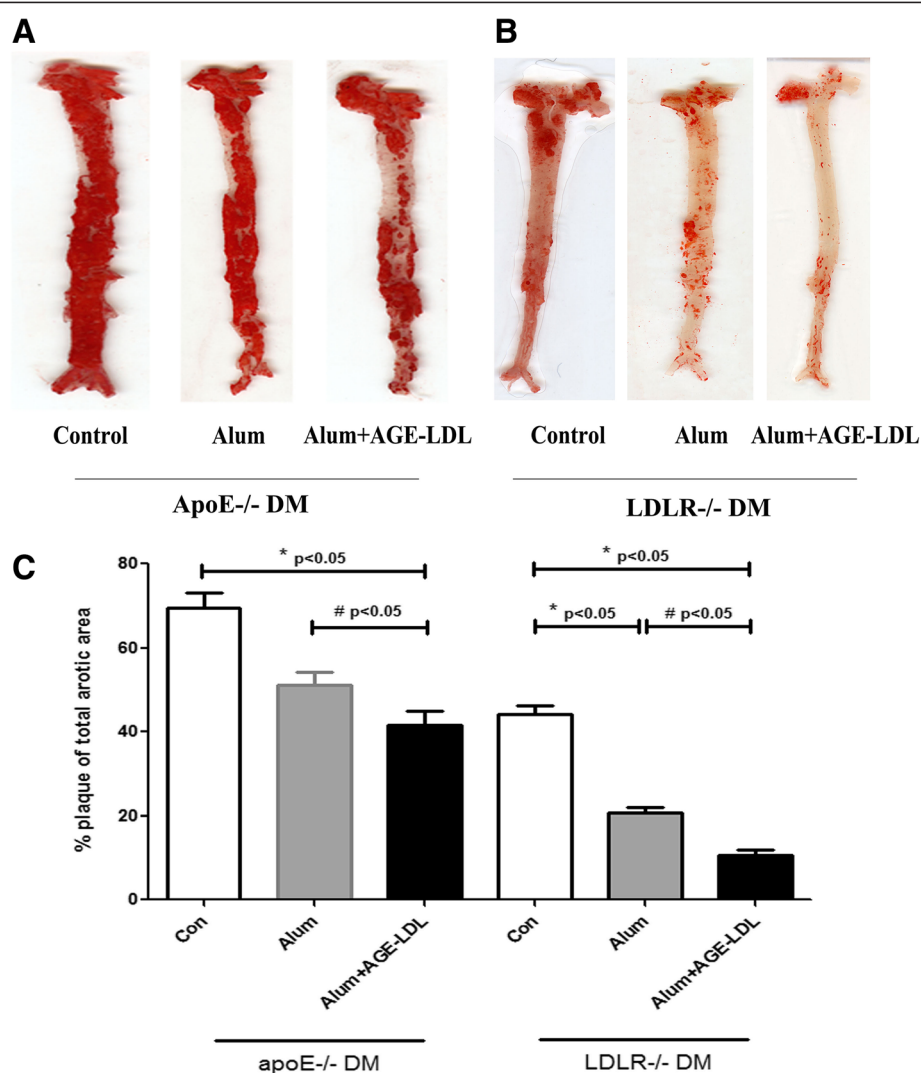 A
B
Control Alum Alum+AGE-LDL
Control Alum Alum+AGE-LDL
ApoE-/- DM
LDLR-/- DM
C
% plaque of total arotic area
80
60
40
20
0
* p<0.05
# p<0.05
* p<0.05
* p<0.05 # p<0.05
Con Alum Alum+AGE-LDL Con Alum Alum+AGE-LDL
apoE-/- DM
LDLR-/- DM